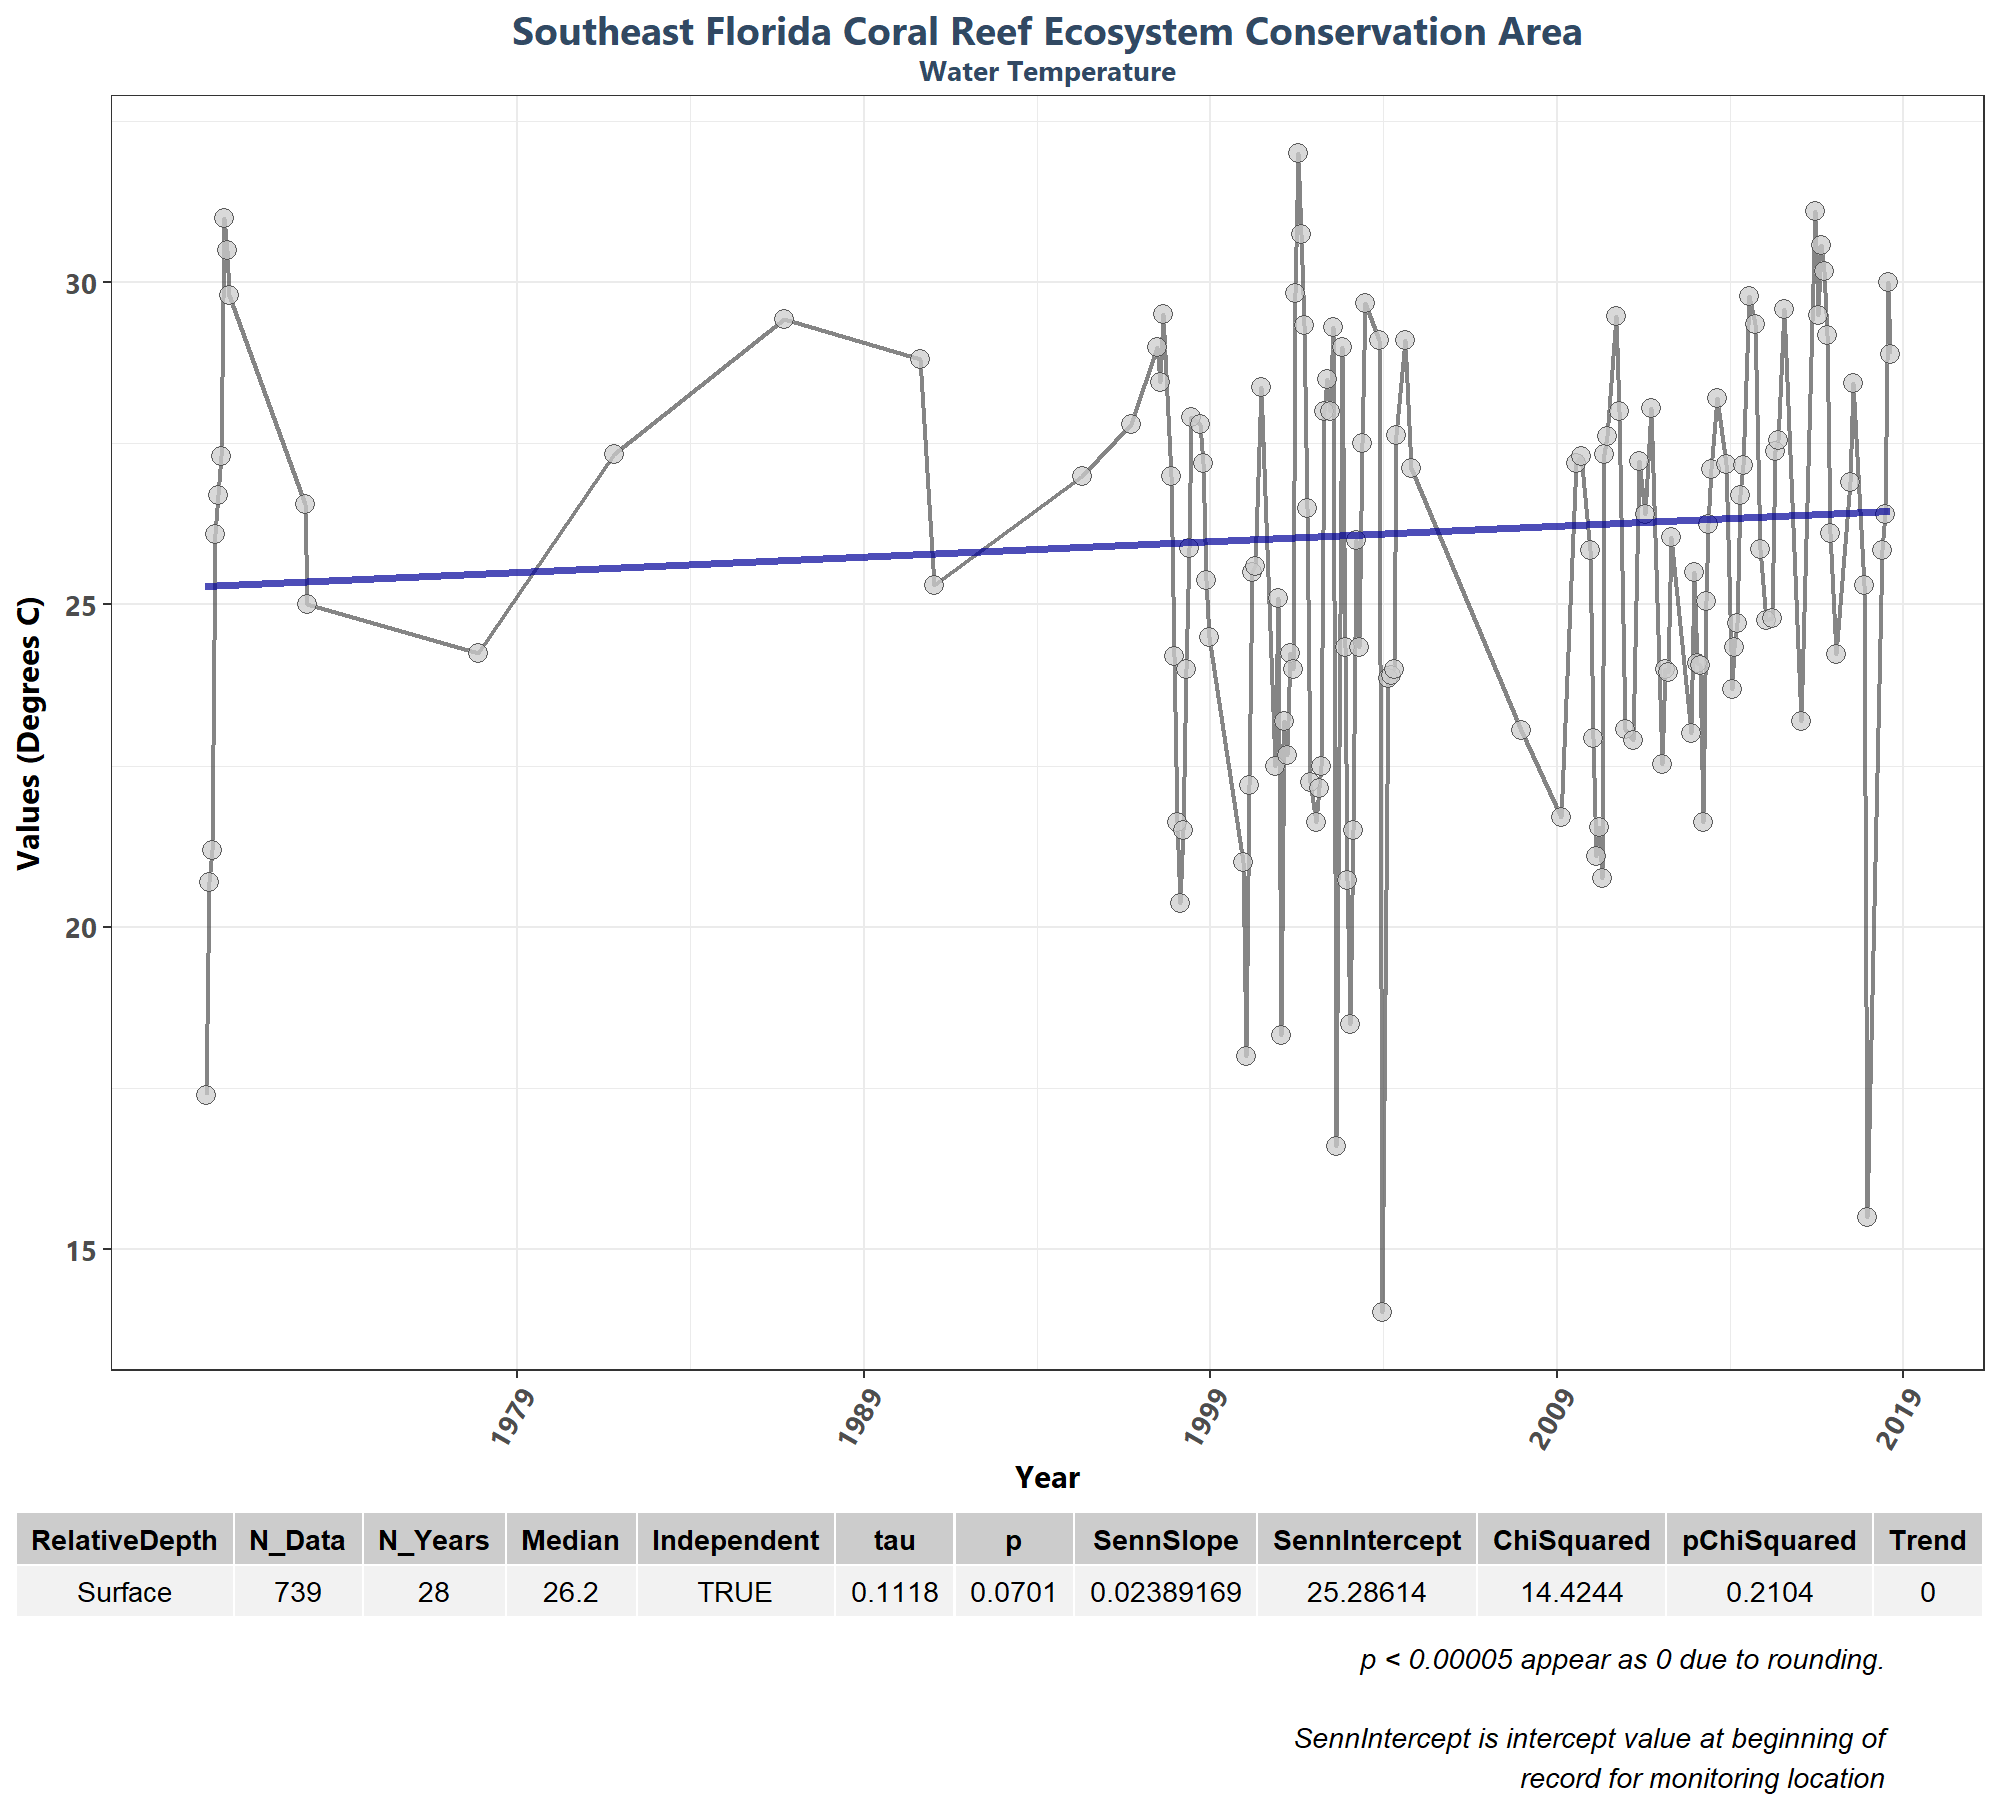 Southeast Florida Coral Reef Ecosystem Conservation Area
Water Temperature
Values (Degrees C)
30
25
20
15
1979
1989
1999
2009
2019
Year
RelativeDepth N_Data N_Years Median Independent tau p SennSlope SennIntercept ChiSquared pChiSquared Trend
Surface 739 28 26.2 TRUE 0.1118 0.0701 0.02389169 25.28614 14.4244 0.2104 0
p < 0.00005 appear as 0 due to rounding.
SennIntercept is intercept value at beginning of
record for monitoring location